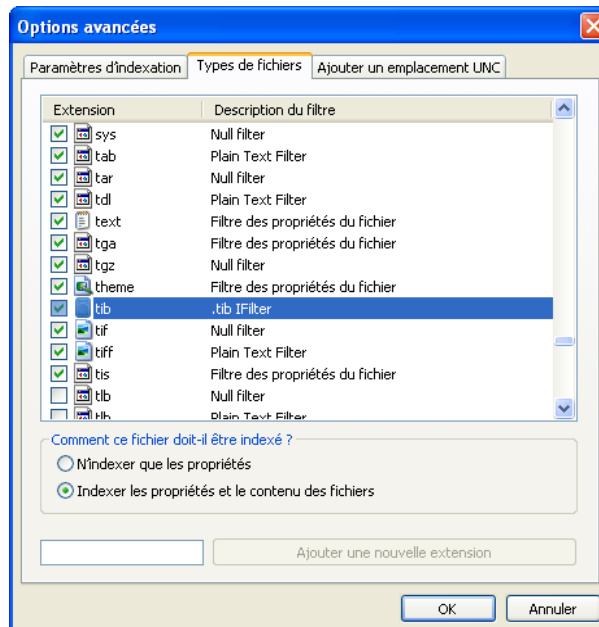 Options avancées
Paramètres d'indexation Types de fichiers Ajouter un emplacement UNC
Extension Description du filtre
sys Null filter
tab Plain Text Filter
tar Null filter
tdl Plain Text Filter
text Filtre des propriétés du fichier
tga Filtre des propriétés du fichier
tgz Null filter
theme Filtre des propriétés du fichier
tib .tib IFilter
tif Null filter
tiff Plain Text Filter
tis Filtre des propriétés du fichier
tlb Null filter
tlb Plain Text Filter
Comment ce fichier doit-il être indexé ?
N'indexer que les propriétés
Indexer les propriétés et le contenu des fichiers
Ajouter une nouvelle extension
OK Annuler